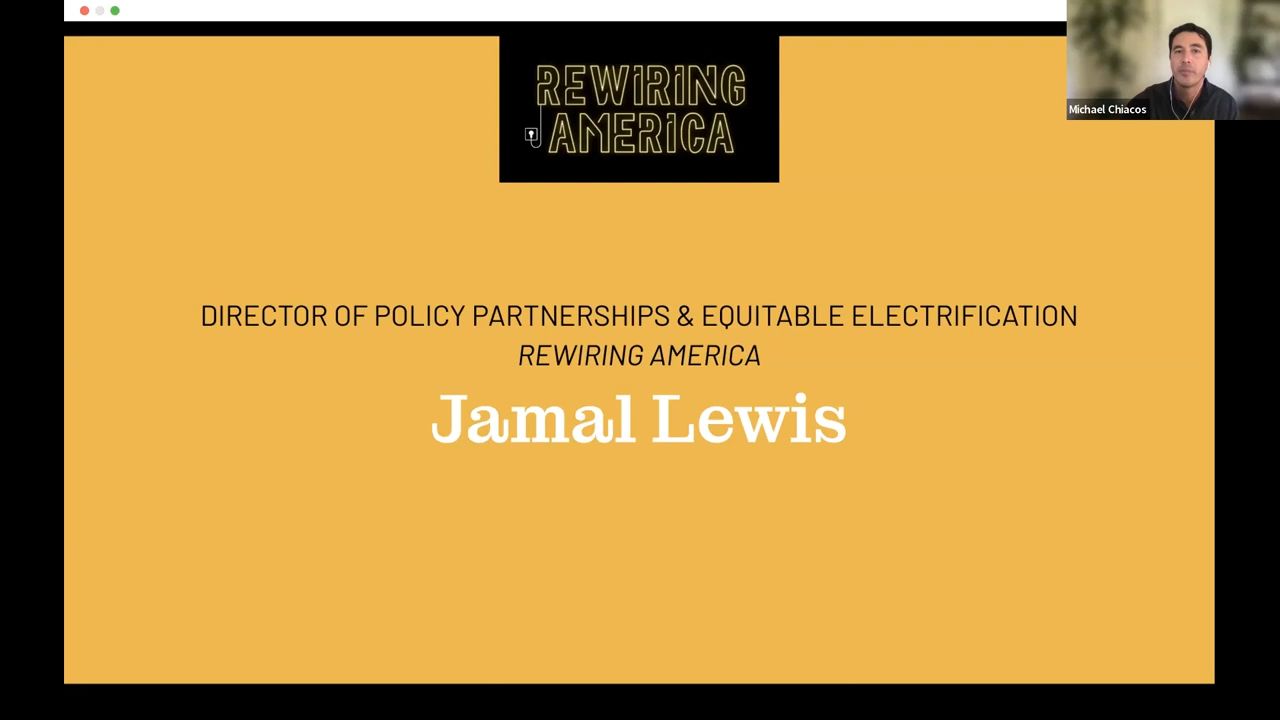 REWIRING
AMERICA
Michael Chiacos
DIRECTOR OF POLICY PARTNERSHIPS & EQUITABLE ELECTRIFICATION
REWIRING AMERICA
Jamal Lewis